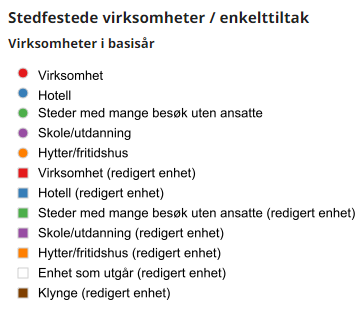 Stedfestede virksomheter / enkelttiltak
Virksomheter i basisår
Virksomhet
Hotell
Steder med mange besøk uten ansatte
Skole/utdanning
Hytter/fritidshus
Virksomhet (redigert enhet)
Hotell (redigert enhet)
Steder med mange besøk uten ansatte (redigert enhet)
Skole/utdanning (redigert enhet)
Hytter/fritidshus (redigert enhet)
Enhet som utgår (redigert enhet)
Klynge (redigert enhet)